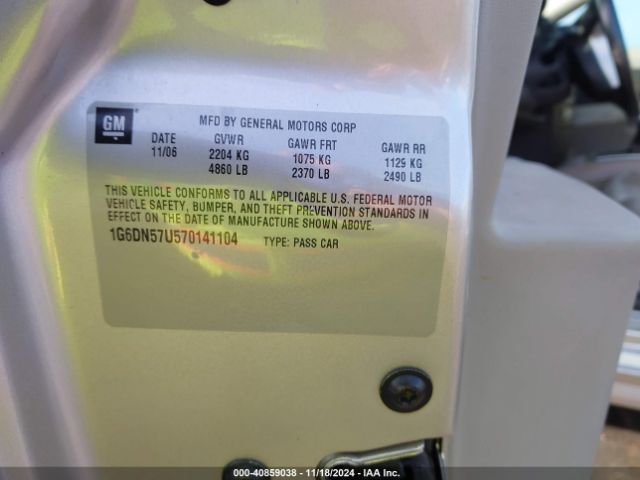 GM
MFD BY GENERAL MOTORS CORP
DATE GVWR GAWR FRT GAWR RR
11/06 2204 KG 1075 KG 1129 KG
4860 LB 2370 LB 2490 LB
THIS VEHICLE CONFORMS TO ALL APPLICABLE U.S. FEDERAL MOTOR
VEHICLE SAFETY, BUMPER, AND THEFT PREVENTION STANDARDS IN
EFFECT ON THE DATE OF MANUFACTURE SHOWN ABOVE.
1G6DN57U570141104 TYPE: PASS CAR
000-40859038 - 11/18/2024 - IAA Inc.